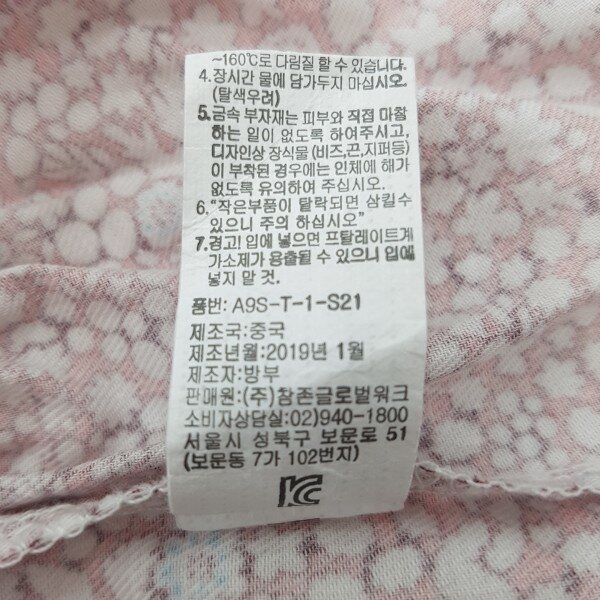 ~160℃로 다림질 할 수 있습니다.
4.장시간 물에 담가두지 마십시오.
(탈색우려)
5.금속 부자재는 피부와 직접 마찰
하는 일이 없도록 하여주시고,
디자인상 장식물(비즈,끈,지퍼등)
이 부착된 경우에는 인체에 해가
없도록 유의하여 주십시오.
6."작은부품이 탈락되면 삼킬수
있으니 주의 하십시오"
7.경고! 입에 넣으면 프탈레이트계
가소제가 용출될 수 있으니 입에
넣지 말 것.
품번: A9S-T-1-S21
제조국:중국
제조년월:2019년 1월
제조자:방부
판매원:(주)참존글로벌워크
소비자상담실:02)940-1800
서울시 성북구 보문로 51
(보문동 7가 102번지)
KC